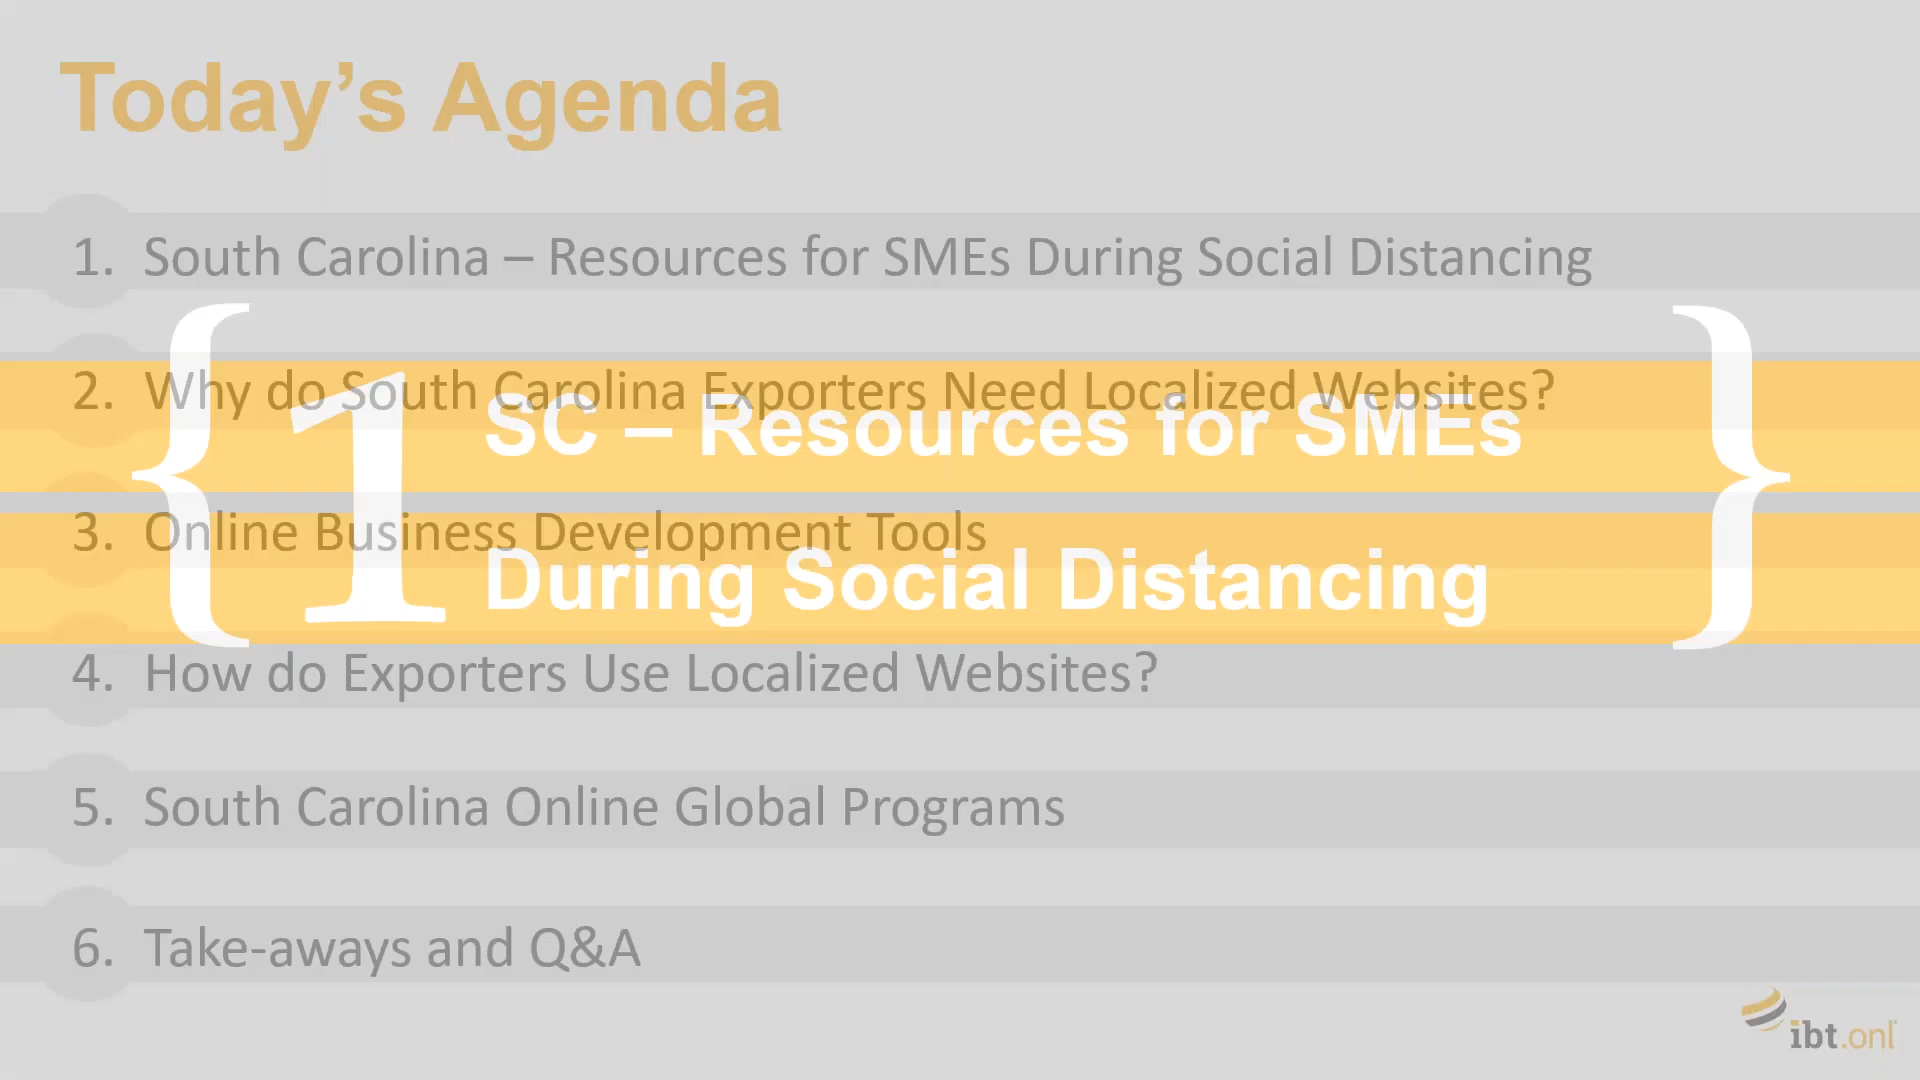 Today's Agenda
1. South Carolina – Resources for SMEs During Social Distancing
2. Why do South Carolina Exporters Need Localized Websites?
{ 1 SC – Resources for SMEs }
3. Online Business Development Tools
During Social Distancing
4. How do Exporters Use Localized Websites?
5. South Carolina Online Global Programs
6. Take-aways and Q&A
ibt.onl